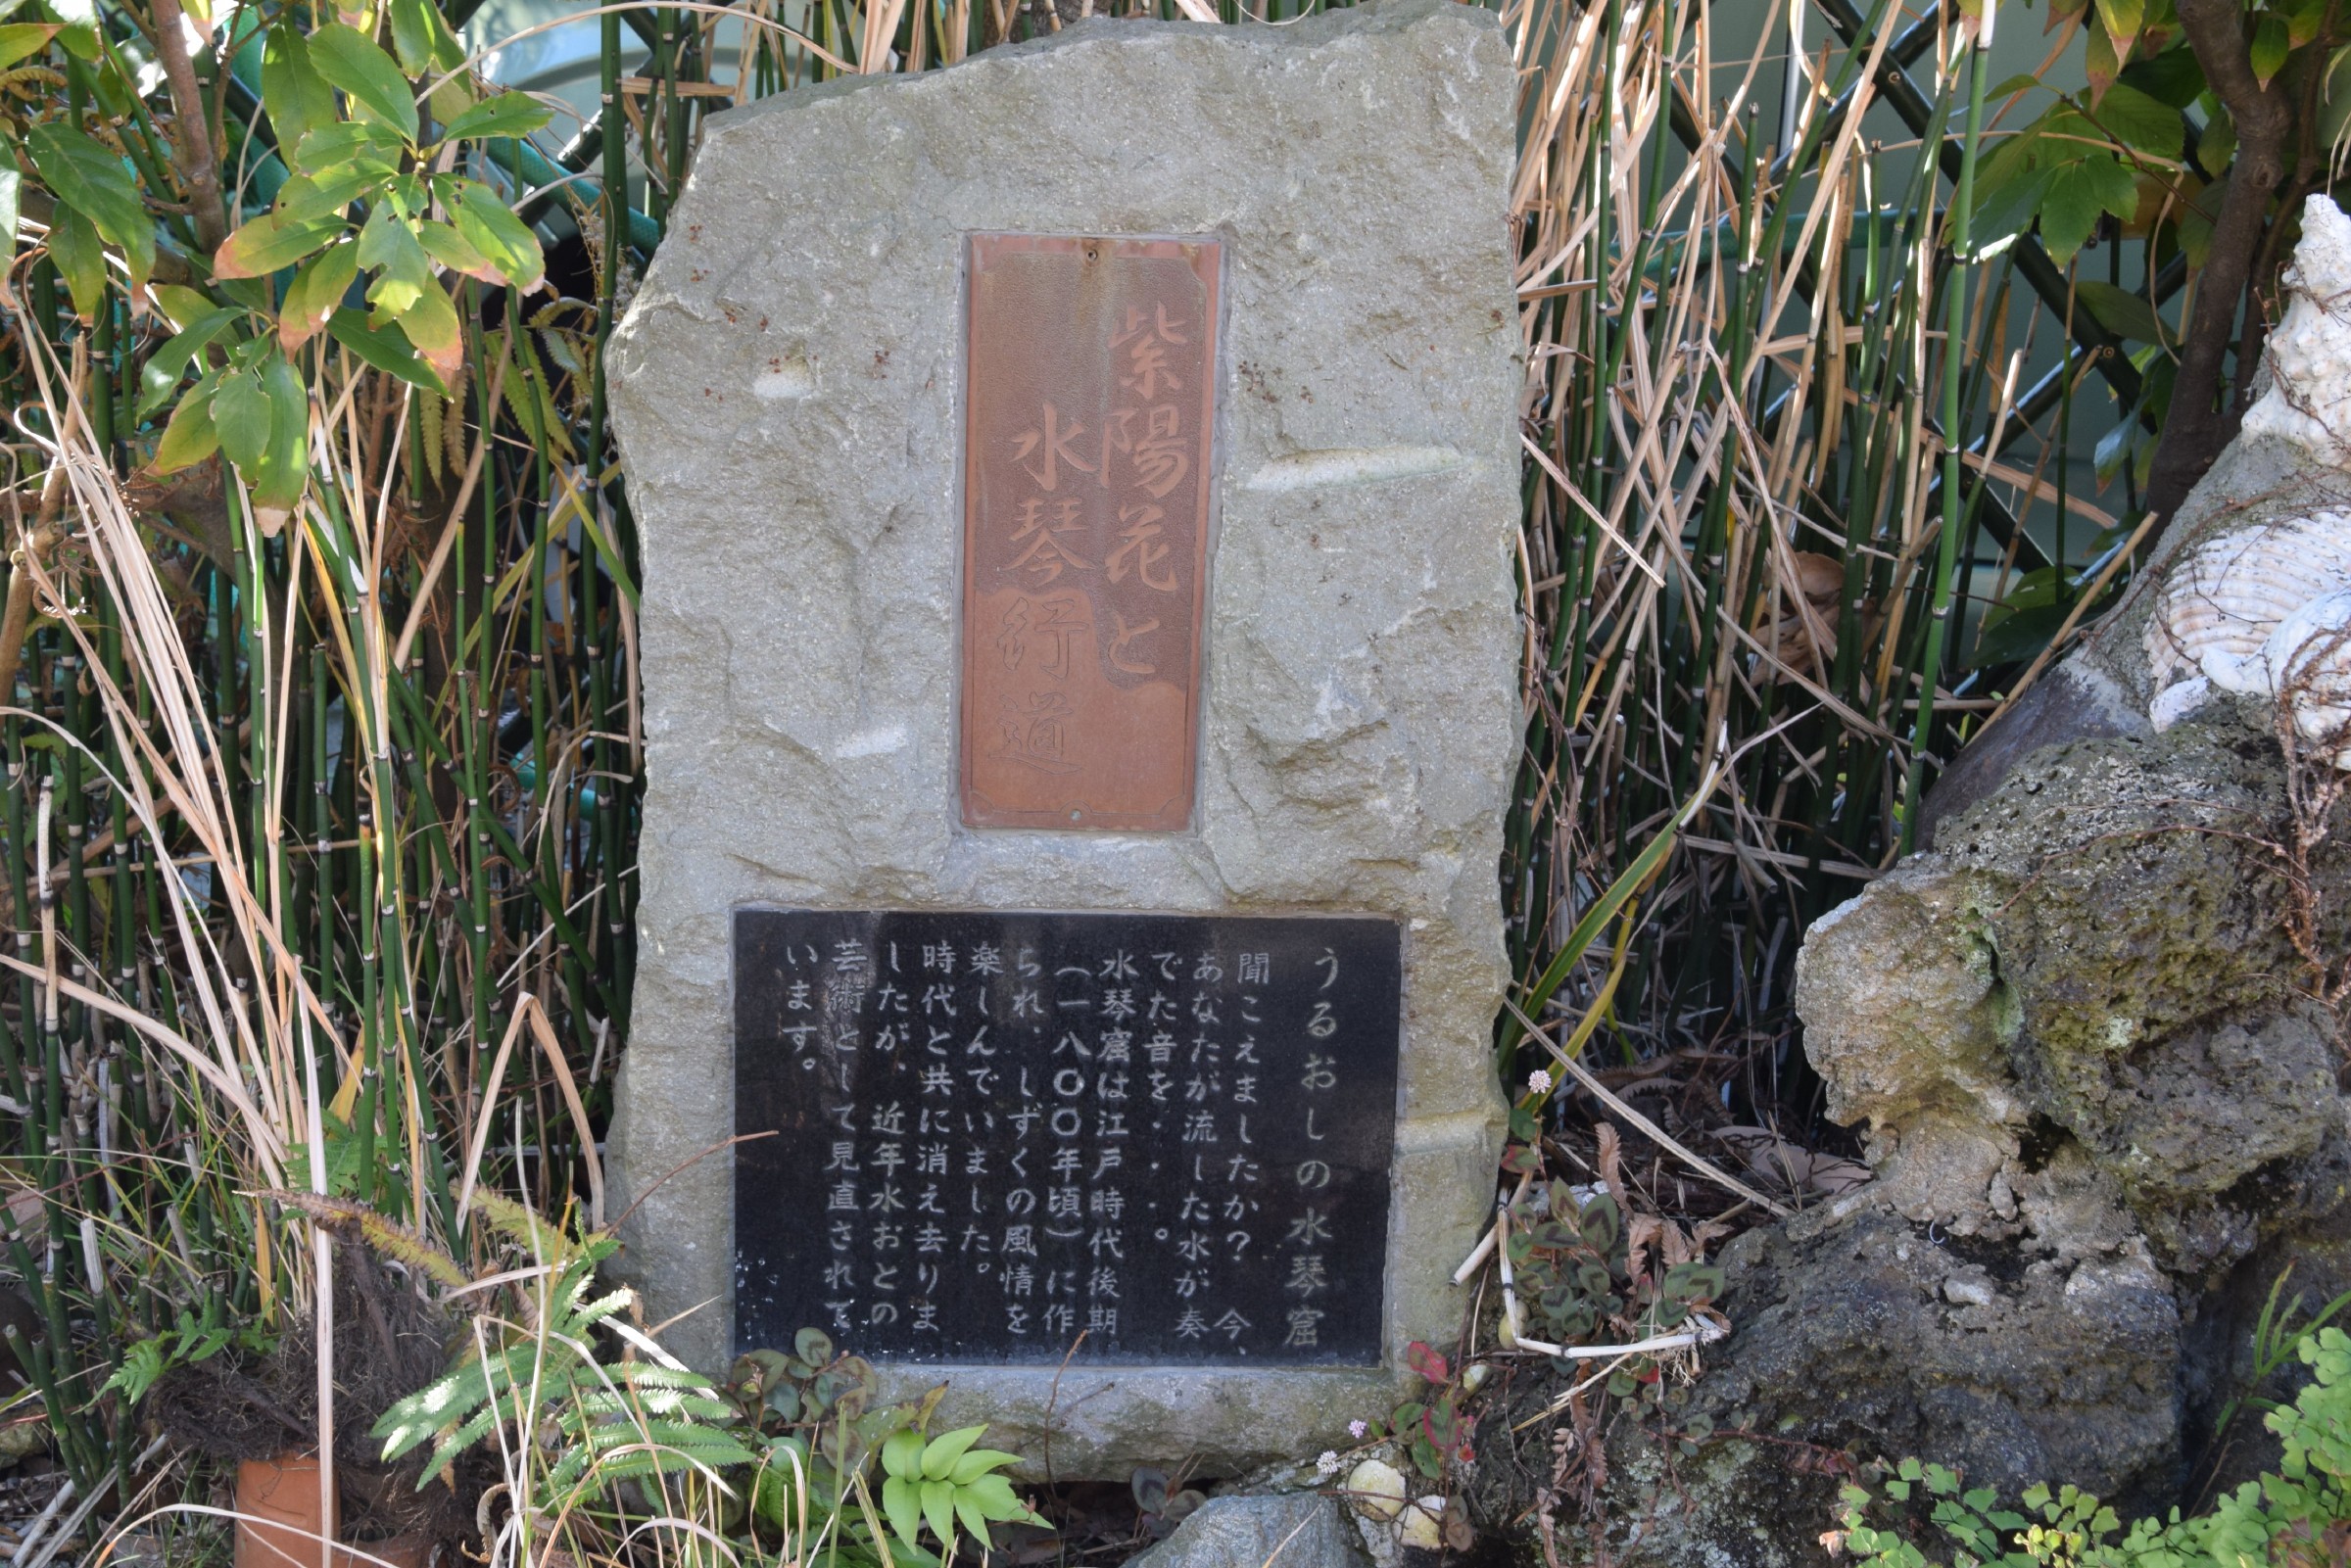 紫陽花と
水琴行道
うるおしの水琴窟
聞こえましたか？今、
あなたが流した水が奏
でた音を・・・。
水琴窟は江戸時代後期
（一八〇〇年頃）に作
られ、しずくの風情を
楽しんでいました。
時代と共に消え去りま
したが、近年水おとの
芸術として見直されて
います。